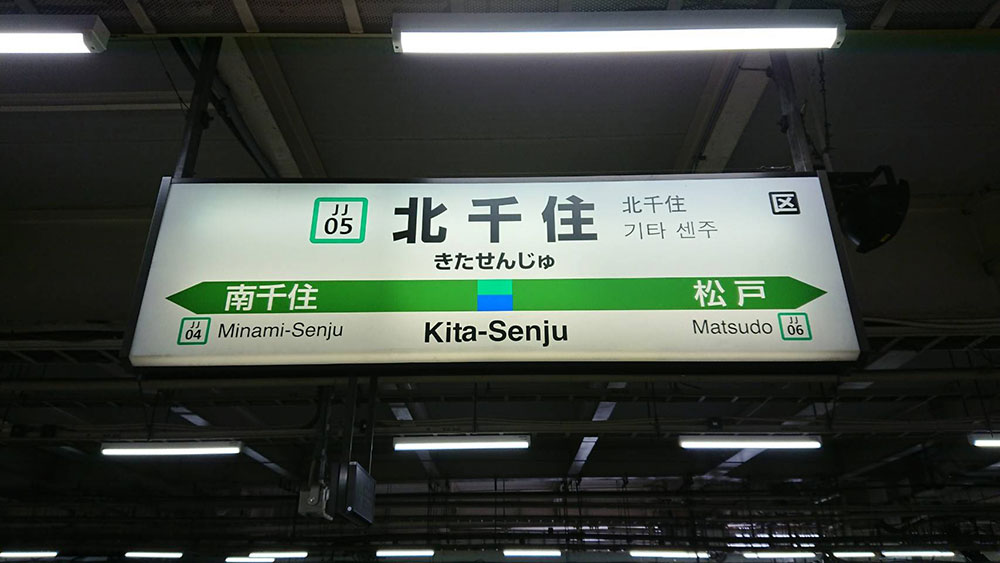 JJ
05
北千住
北千住
기타 센주
区
きたせんじゅ
南千住
松戸
JJ
04
Minami-Senju
Kita-Senju
Matsudo
JJ
06